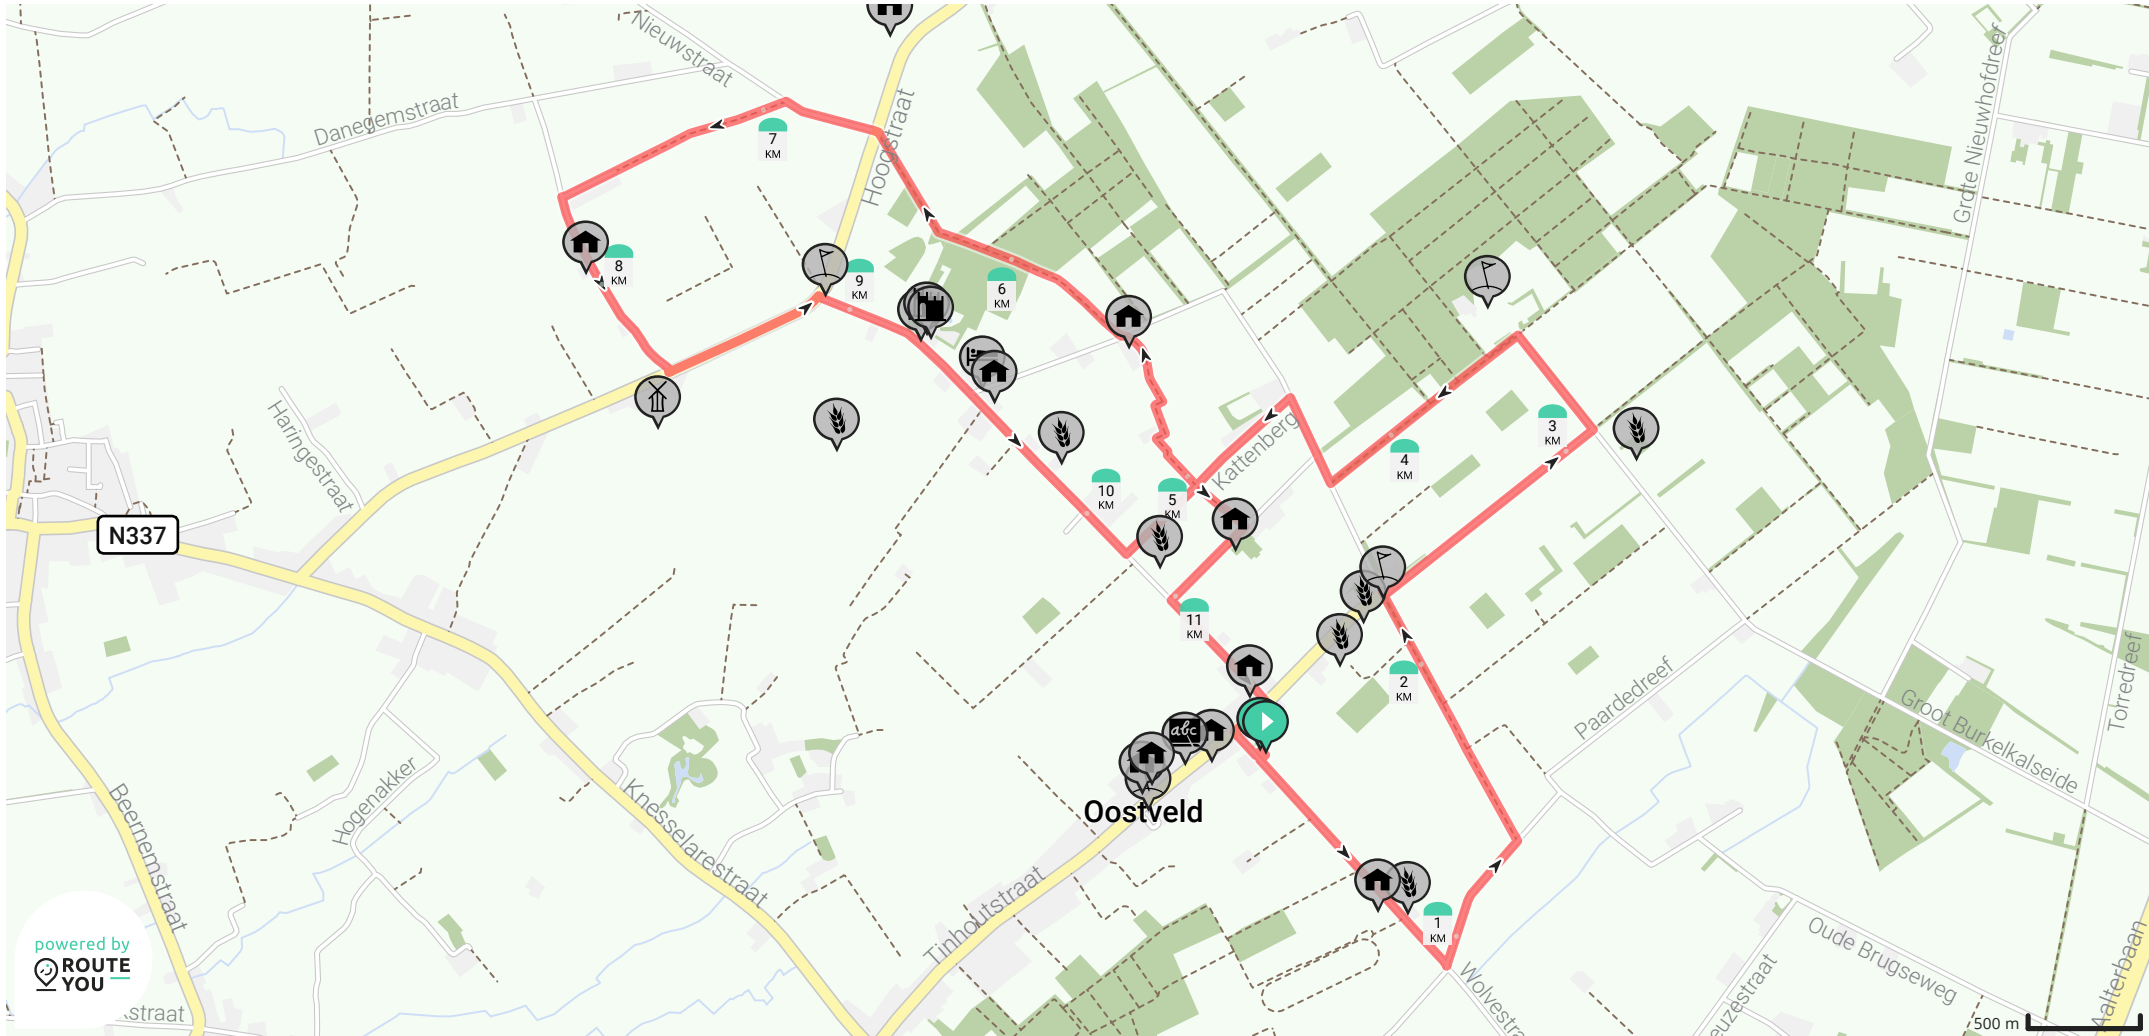 Nieuwstraat
Danegemstraat
Hoogstraat
Grote Nieuwhofdreef
7
KM
8
KM
9
KM
6
KM
3
KM
4
KM
Kattenberg
Haringestraat
10
KM
5
KM
N337
11
KM
2
KM
Paardedreef
Torredreef
Groot Burkelkalseide
abc
Oostveld
Hogenakker
Beernemstraat
Knesselarestraat
Tinhoutstraat
1
KM
Oude Brugseweg
Aalterbaan
powered by
ROUTE
YOU
500 m